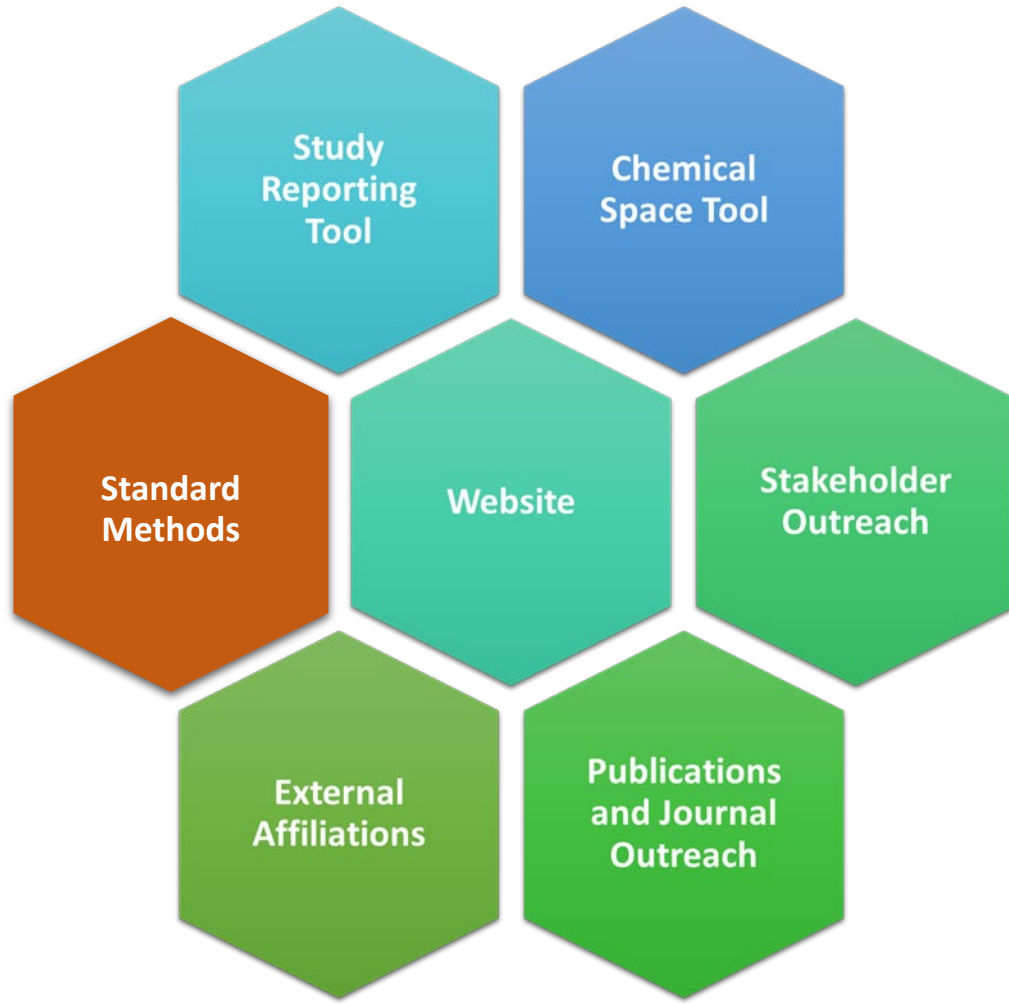 Study
Reporting
Tool
Chemical
Space Tool
Standard
Methods
Website
Stakeholder
Outreach
External
Affiliations
Publications
and Journal
Outreach